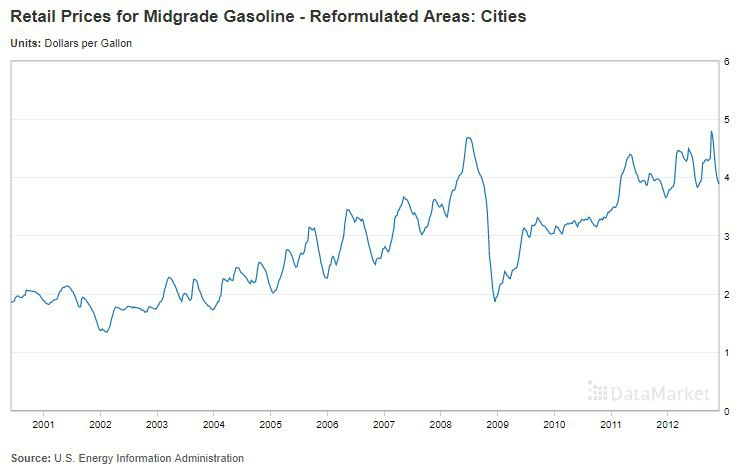 Retail Prices for Midgrade Gasoline - Reformulated Areas: Cities
Units: Dollars per Gallon
6
5
4
3
2
1
0
DataMarket
2001 2002 2003 2004 2005 2006 2007 2008 2009 2010 2011 2012
Source: U.S. Energy Information Administration